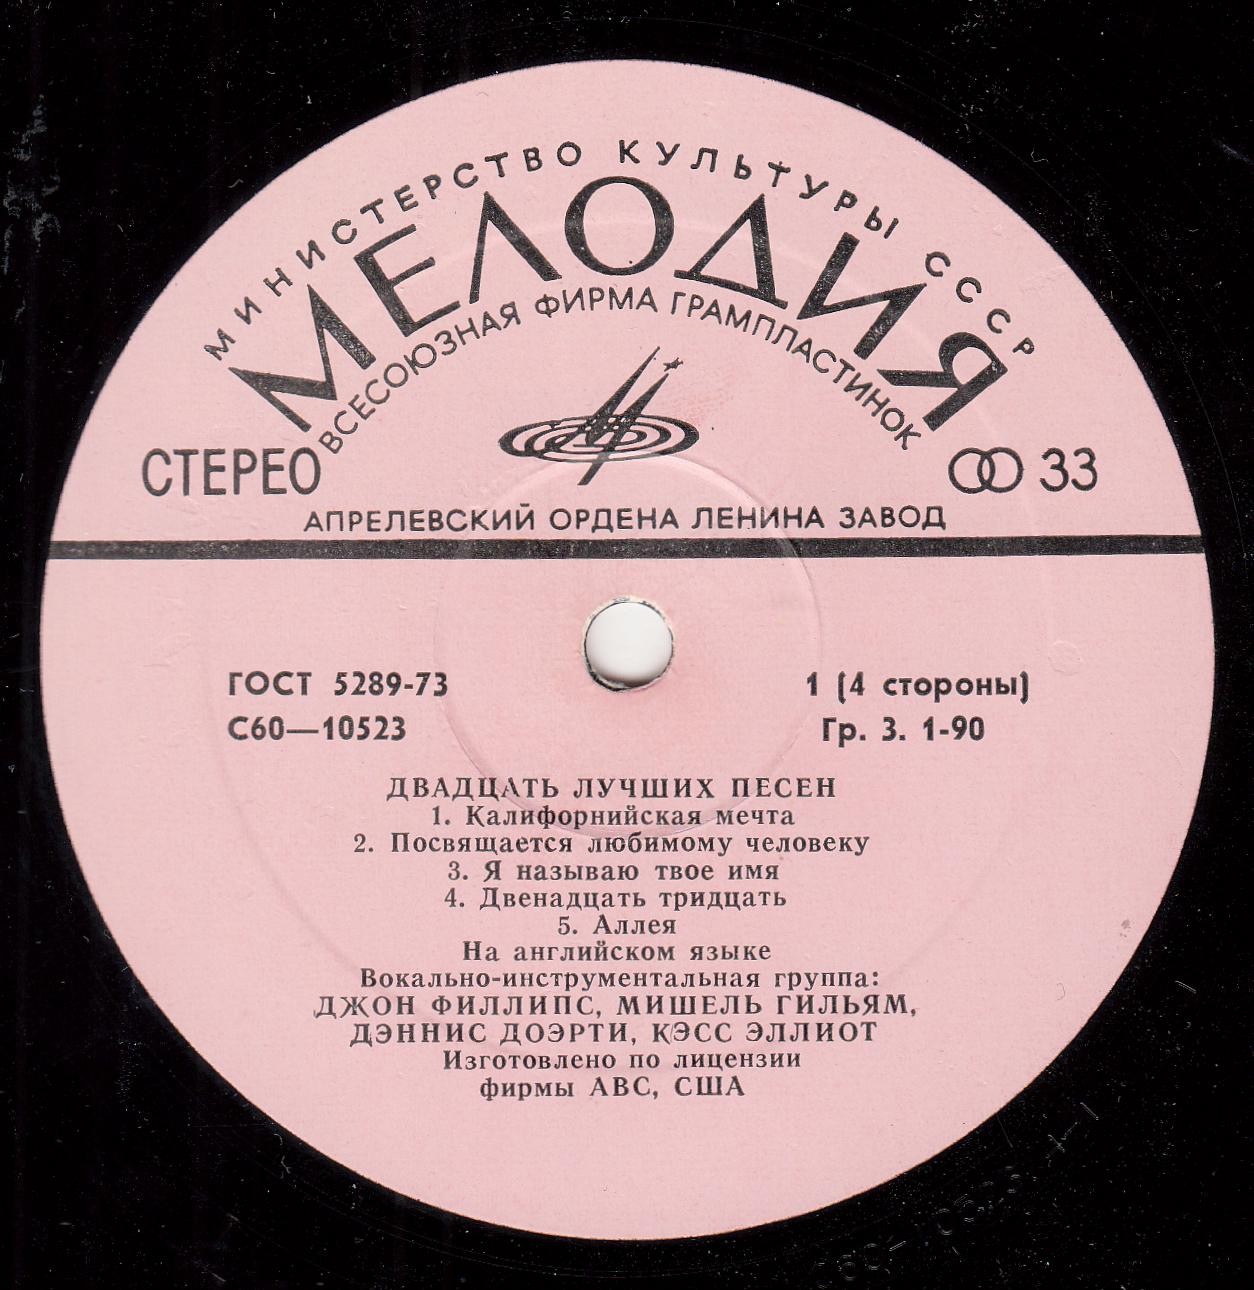 МИНИСТЕРСТВО КУЛЬТУРЫ СССР
МЕЛОДИЯ
ВСЕСОЮЗНАЯ ФИРМА ГРАМПЛАСТИНОК
СТЕРЕО
33
АПРЕЛЕВСКИЙ ОРДЕНА ЛЕНИНА ЗАВОД
ГОСТ 5289-73
1 (4 стороны)
С60—10523
Гр. 3. 1-90
ДВАДЦАТЬ ЛУЧШИХ ПЕСЕН
1. Калифорнийская мечта
2. Посвящается любимому человеку
3. Я называю твое имя
4. Двенадцать тридцать
5. Аллея
На английском языке
Вокально-инструментальная группа:
ДЖОН ФИЛЛИПС, МИШЕЛЬ ГИЛЬЯМ,
ДЭННИС ДОЭРТИ, КЭСС ЭЛЛИОТ
Изготовлено по лицензии
фирмы ABC, США